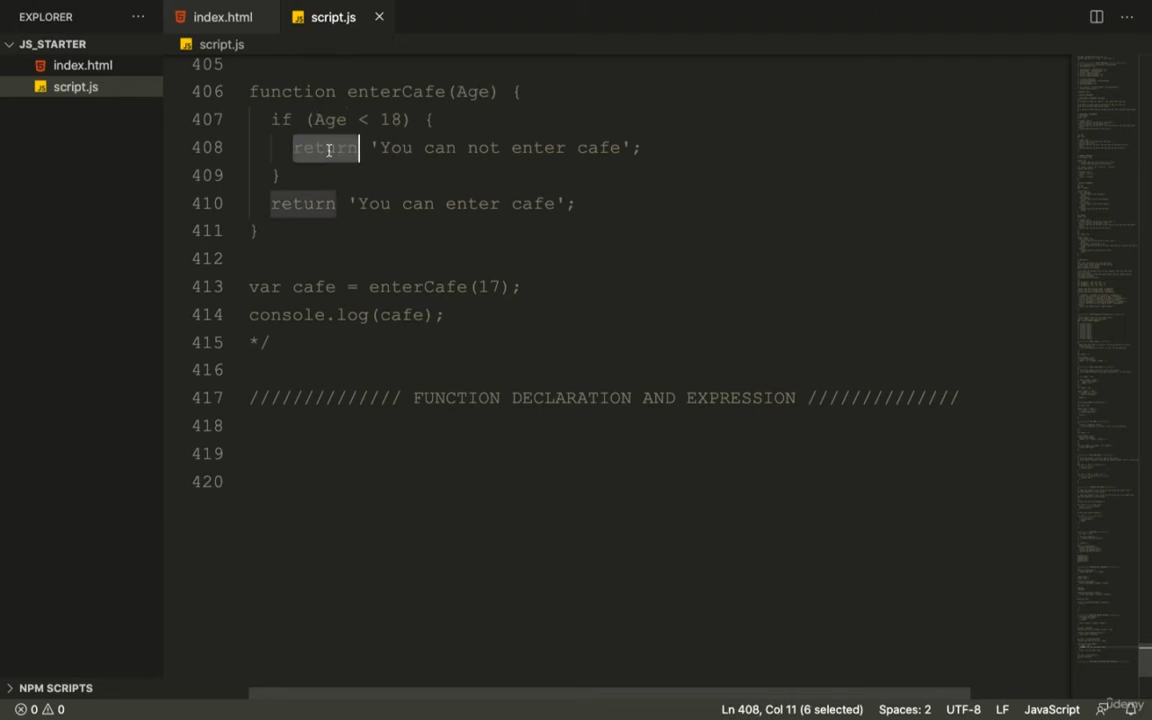 EXPLORER ··· index.html script.js ×
JS_STARTER script.js
index.html
script.js
405
406 function enterCafe(Age) {
407 if (Age < 18) {
408 return 'You can not enter cafe';
409 }
410 return 'You can enter cafe';
411 }
412
413 var cafe = enterCafe(17);
414 console.log(cafe);
415 */
416
417 ////////////// FUNCTION DECLARATION AND EXPRESSION //////////////
418
419
420
NPM SCRIPTS
0 0 Ln 408, Col 11 (6 selected) Spaces: 2 UTF-8 LF JavaScript
Udemy